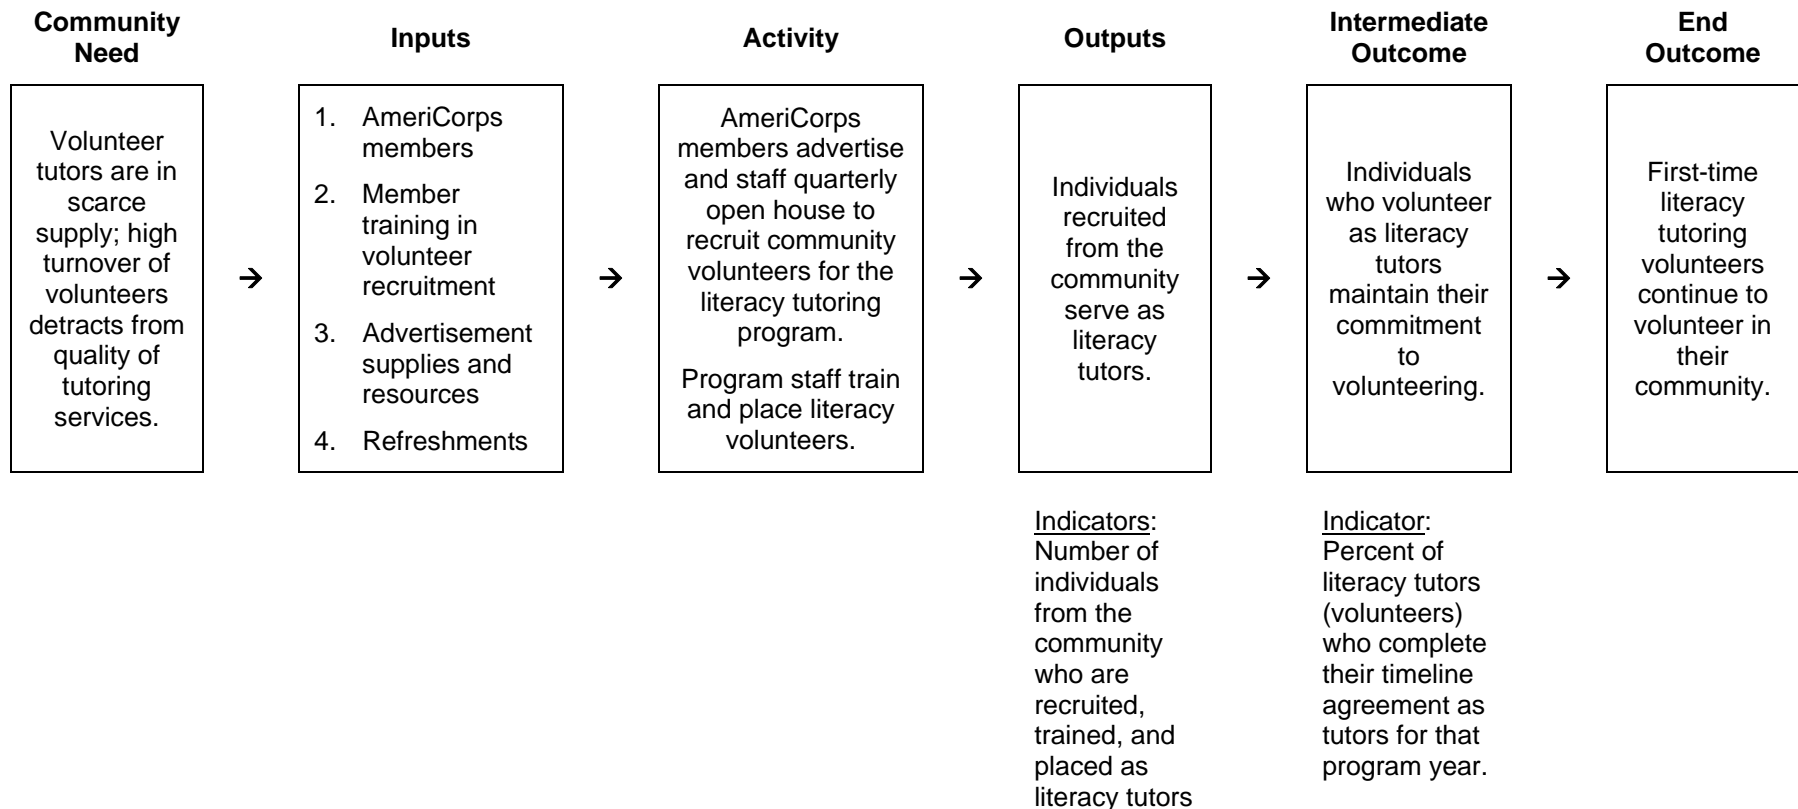 Community
Need
Inputs
Activity
Outputs
Intermediate
Outcome
End
Outcome
Volunteer
tutors are in
scarce
supply; high
turnover of
volunteers
detracts from
quality of
tutoring
services.
→
1. AmeriCorps
members
2. Member
training in
volunteer
recruitment
3. Advertisement
supplies and
resources
4. Refreshments
→
AmeriCorps
members advertise
and staff quarterly
open house to
recruit community
volunteers for the
literacy tutoring
program.
Program staff train
and place literacy
volunteers.
→
Individuals
recruited
from the
community
serve as
literacy
tutors.
→
Individuals
who volunteer
as literacy
tutors
maintain their
commitment
to
volunteering.
→
First-time
literacy
tutoring
volunteers
continue to
volunteer in
their
community.
Indicators:
Number of
individuals
from the
community
who are
recruited,
trained, and
placed as
literacy tutors
Indicator:
Percent of
literacy tutors
(volunteers)
who complete
their timeline
agreement as
tutors for that
program year.